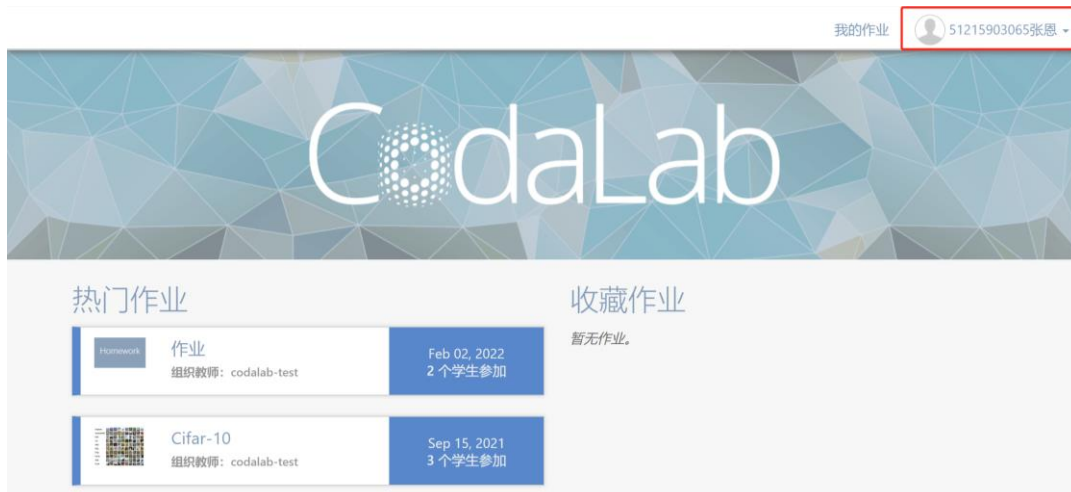 我的作业
51215903065张恩
CodaLab
热门作业
收藏作业
Homework
作业
组织教师：codalab-test
Feb 02, 2022
2 个学生参加
暂无作业。
Cifar-10
组织教师：codalab-test
Sep 15, 2021
3 个学生参加